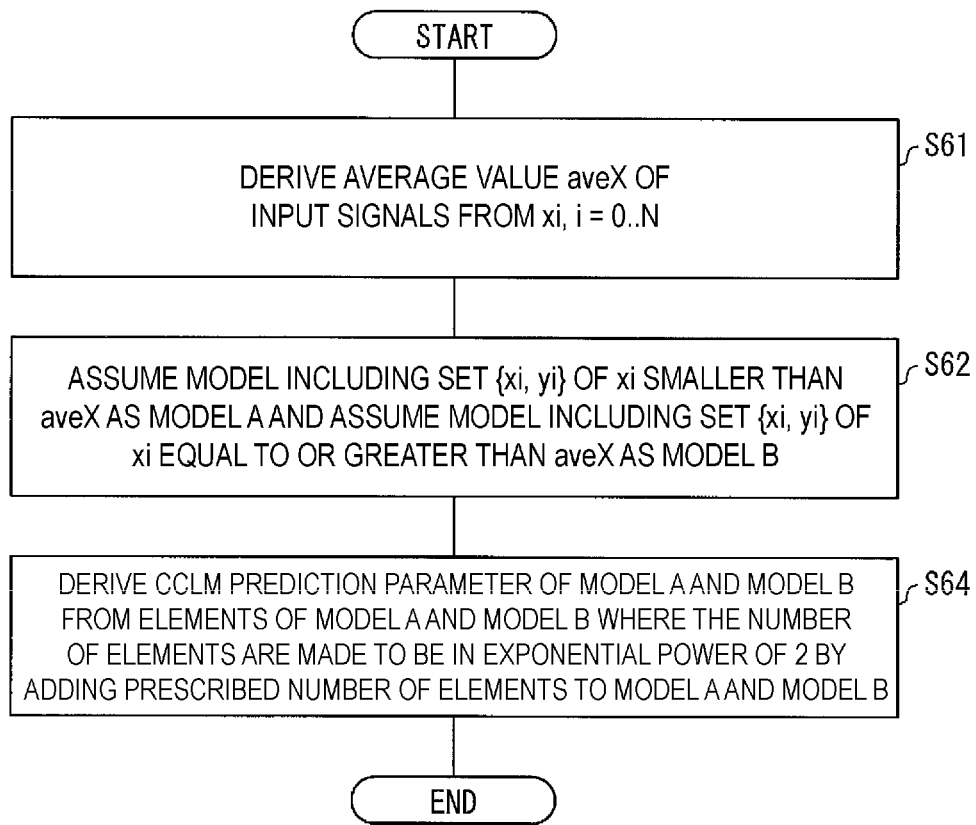 START
S61
DERIVE AVERAGE VALUE aveX OF
INPUT SIGNALS FROM xi, i = 0..N
S62
ASSUME MODEL INCLUDING SET {xi, yi} OF xi SMALLER THAN
aveX AS MODEL A AND ASSUME MODEL INCLUDING SET {xi, yi} OF
xi EQUAL TO OR GREATER THAN aveX AS MODEL B
S64
DERIVE CCLM PREDICTION PARAMETER OF MODEL A AND MODEL B
FROM ELEMENTS OF MODEL A AND MODEL B WHERE THE NUMBER
OF ELEMENTS ARE MADE TO BE IN EXPONENTIAL POWER OF 2 BY
ADDING PRESCRIBED NUMBER OF ELEMENTS TO MODEL A AND MODEL B
END